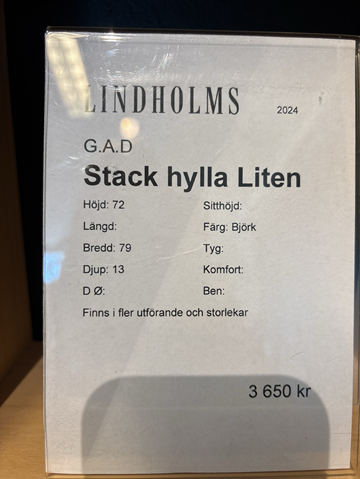 LINDHOLMS 2024
G.A.D
Stack hylla Liten
Höjd: 72 Sitthöjd:
Längd: Färg: Björk
Bredd: 79 Tyg:
Djup: 13 Komfort:
D Ø: Ben:
Finns i fler utförande och storlekar
3 650 kr